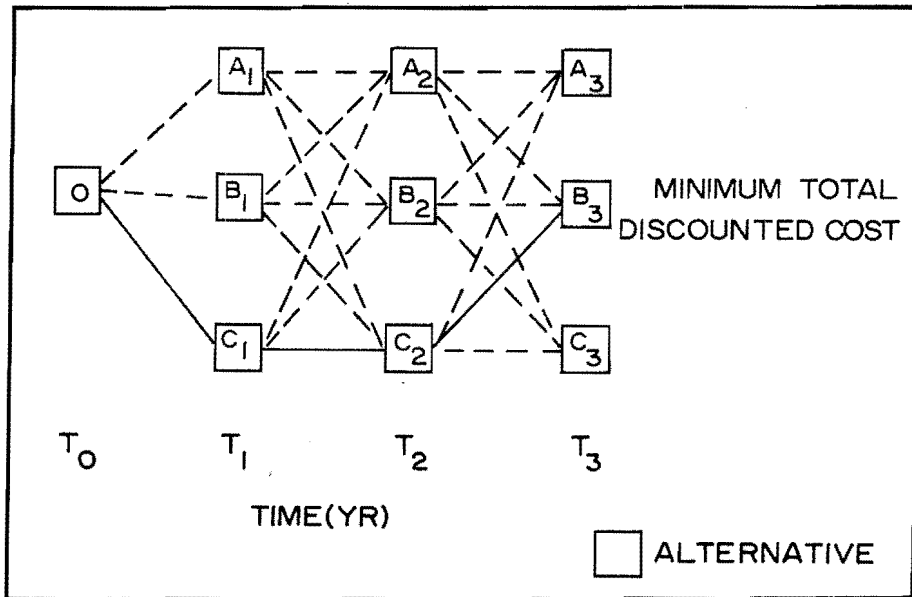 A1 A2 A3
O B1 B2 B3 MINIMUM TOTAL
DISCOUNTED COST
C1 C2 C3
T0 T1 T2 T3
TIME(YR)
ALTERNATIVE